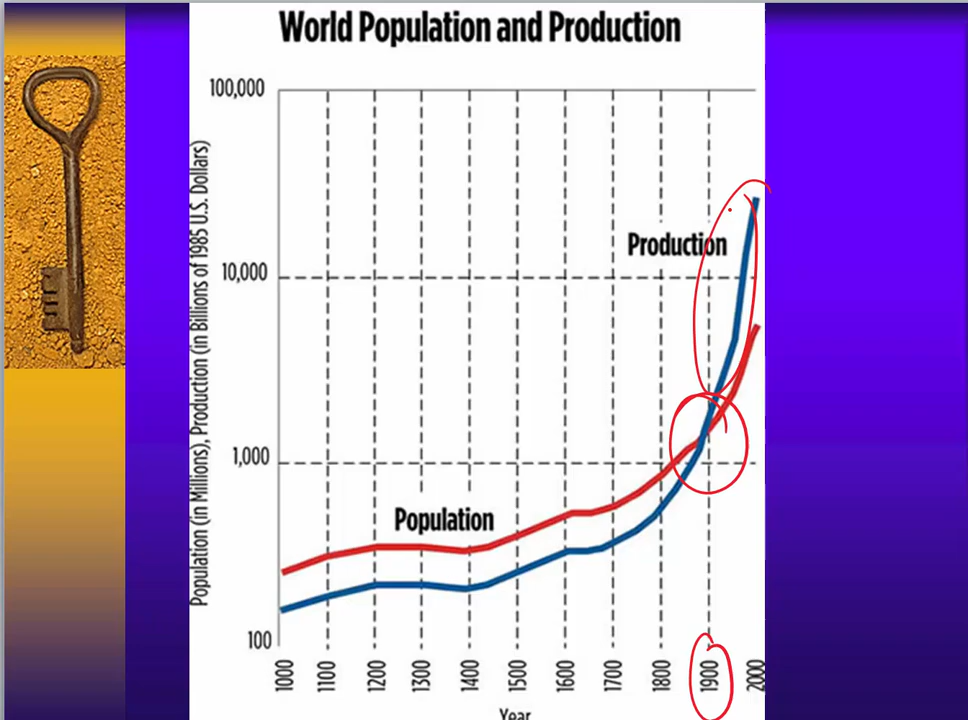 World Population and Production
100,000
10,000
1,000
100
Population (in Millions), Production (in Billions of 1985 U.S. Dollars)
Production
Population
1000 1100 1200 1300 1400 1500 1600 1700 1800 1900 2000
Year